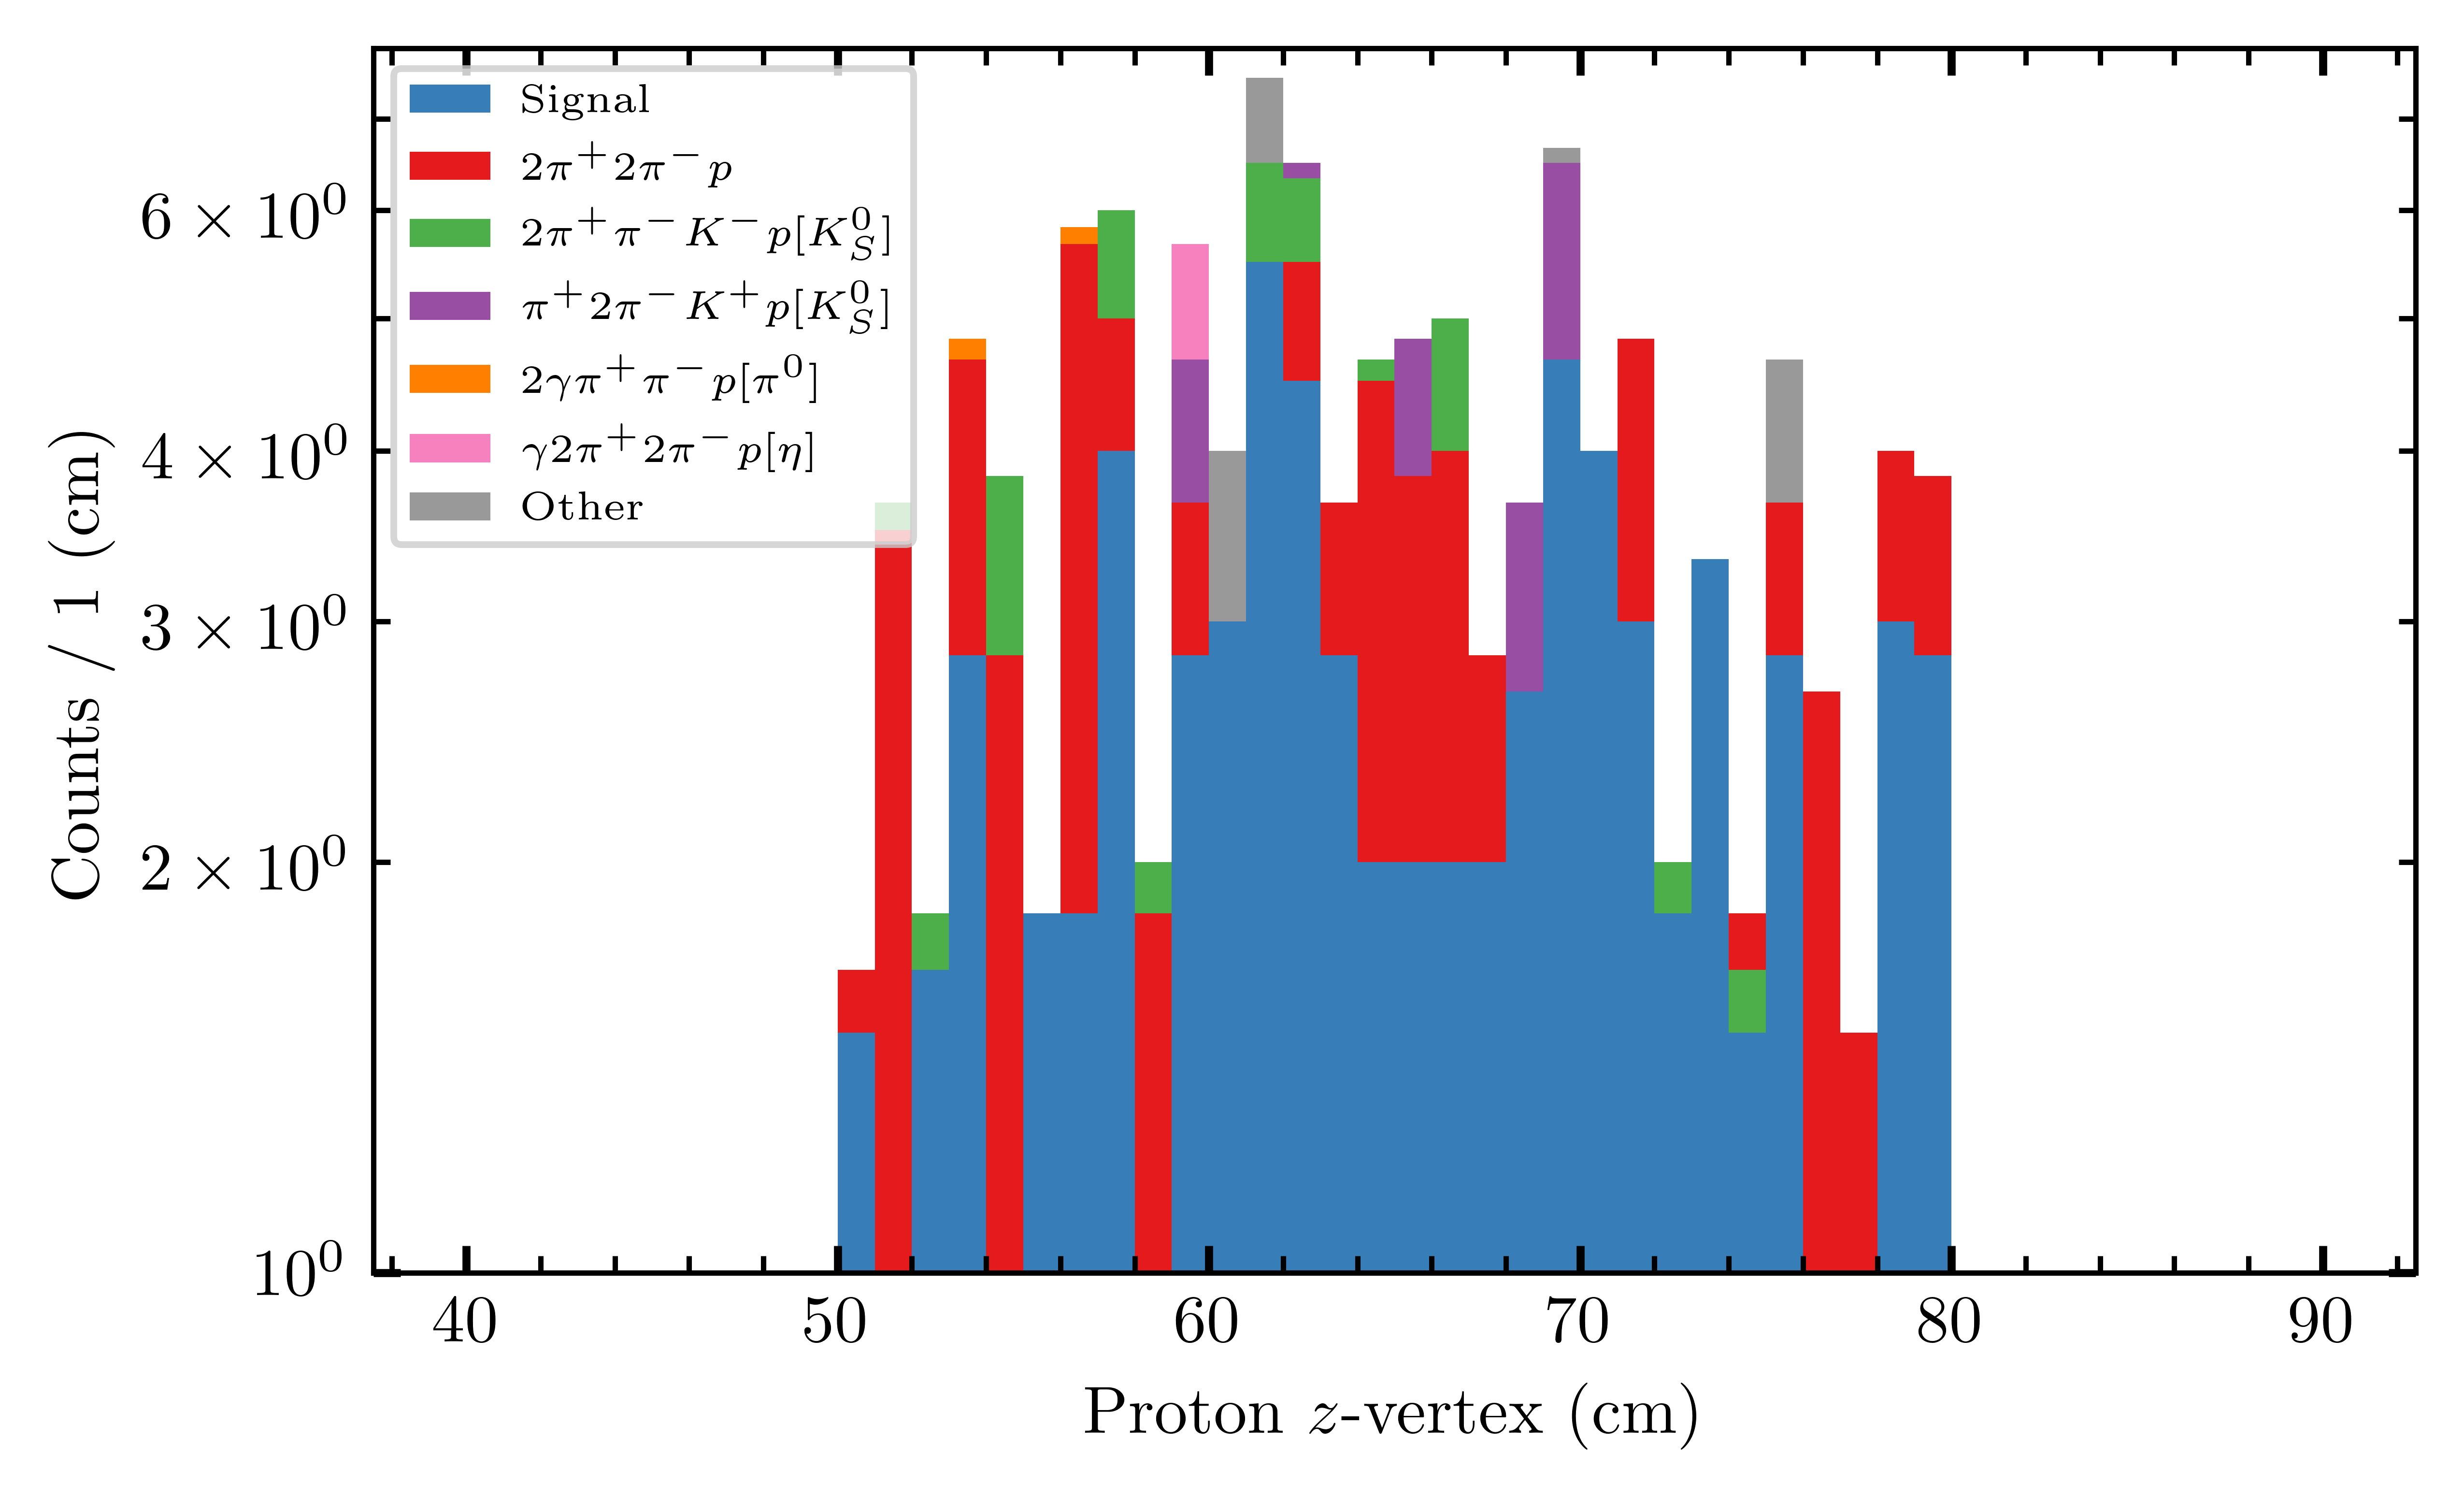 Signal
2π⁺2π⁻p
2π⁺π⁻K⁻p[K⁰_S]
π⁺2π⁻K⁺p[K⁰_S]
2γπ⁺π⁻p[π⁰]
γ2π⁺2π⁻p[η]
Other
Counts / 1 (cm)
6 × 10⁰
4 × 10⁰
3 × 10⁰
2 × 10⁰
10⁰
40 50 60 70 80 90
Proton z-vertex (cm)